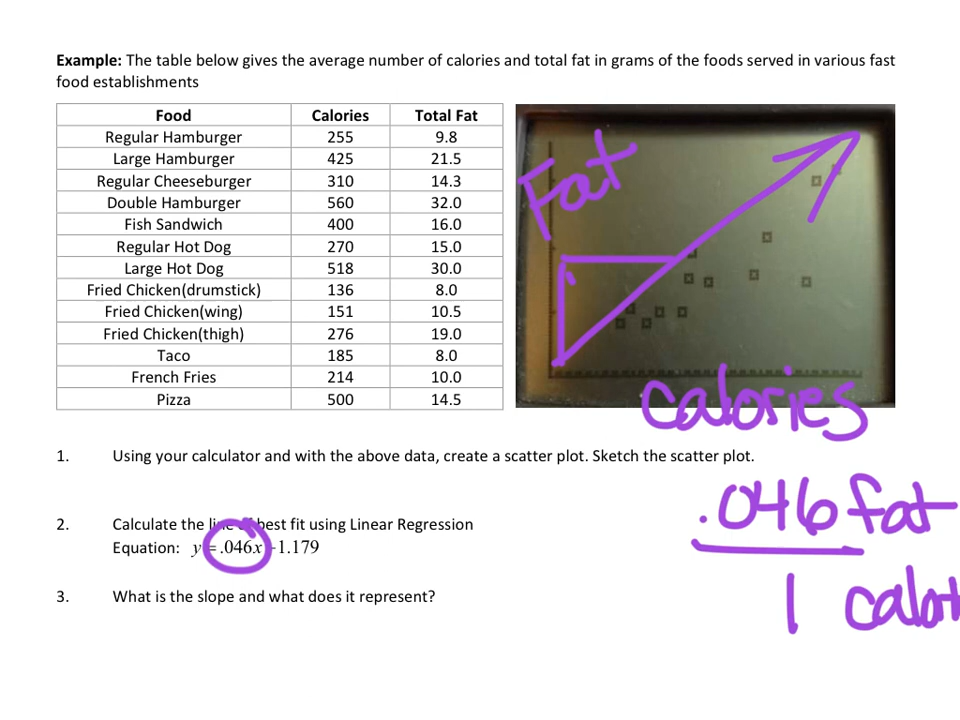 Example: The table below gives the average number of calories and total fat in grams of the foods served in various fast
food establishments
Food Calories Total Fat
Regular Hamburger 255 9.8
Large Hamburger 425 21.5
Regular Cheeseburger 310 14.3
Double Hamburger 560 32.0
Fish Sandwich 400 16.0
Regular Hot Dog 270 15.0
Large Hot Dog 518 30.0
Fried Chicken(drumstick) 136 8.0
Fried Chicken(wing) 151 10.5
Fried Chicken(thigh) 276 19.0
Taco 185 8.0
French Fries 214 10.0
Pizza 500 14.5
Fat
calories
1. Using your calculator and with the above data, create a scatter plot. Sketch the scatter plot.
2. Calculate the line of best fit using Linear Regression
Equation: y = .046x - 1.179
.046 fat
1 calor
3. What is the slope and what does it represent?